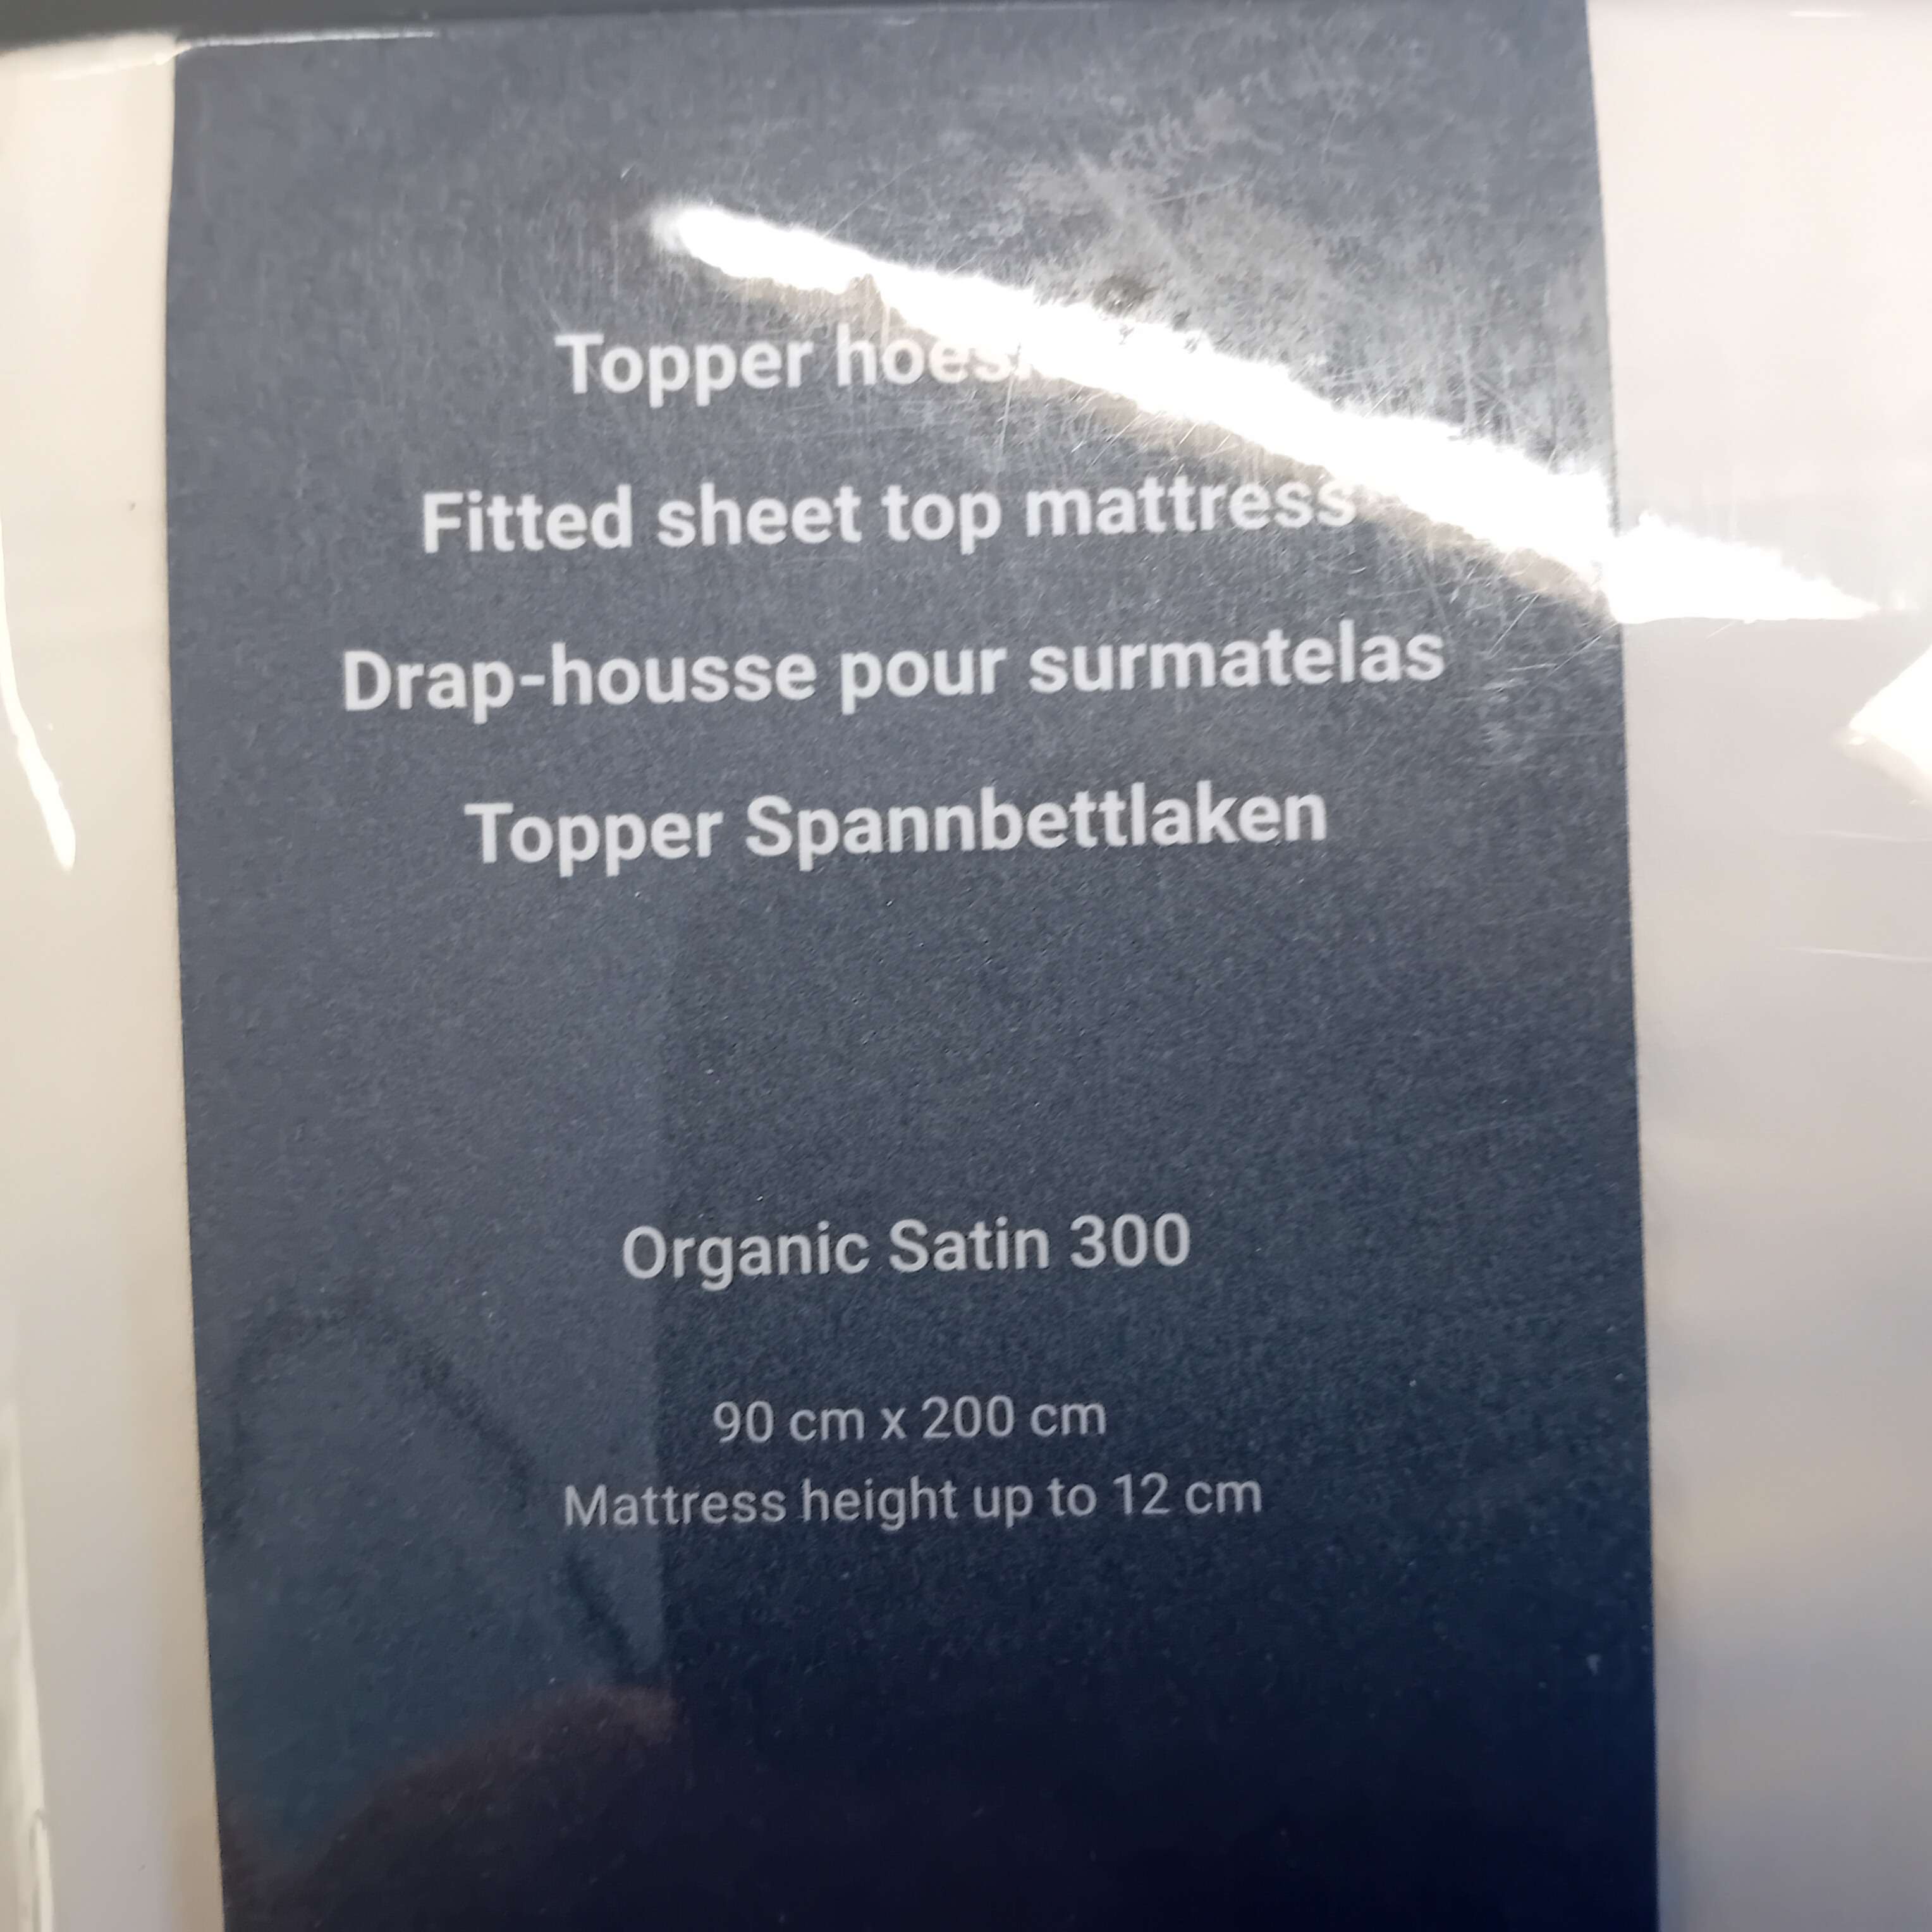 Topper
Fitted sheet top mattress
Drap-housse pour surmatelas
Topper Spannbettlaken
Organic Satin 300
90 cm x 200 cm
Mattress height up to 12 cm